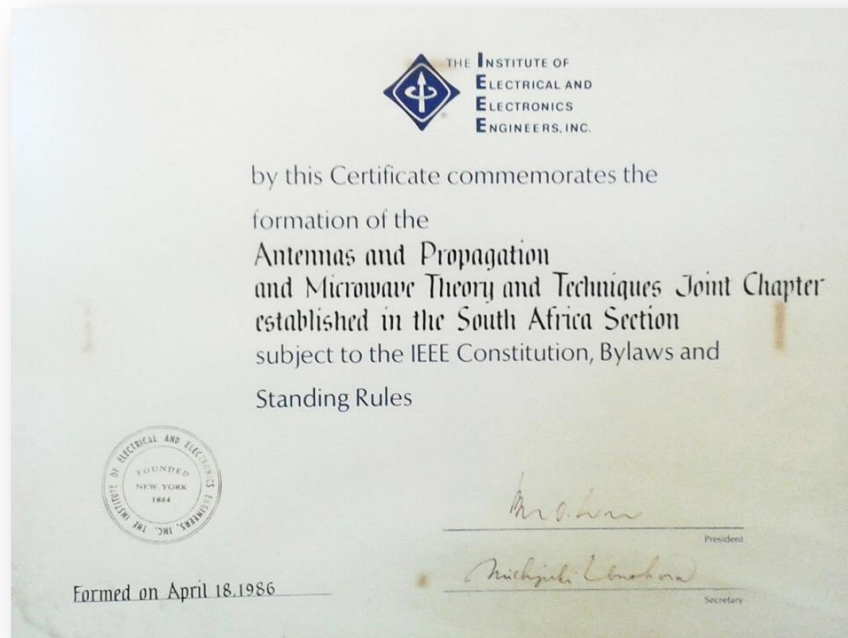 THE INSTITUTE OF
ELECTRICAL AND
ELECTRONICS
ENGINEERS, INC.
by this Certificate commemorates the
formation of the
Antennas and Propagation
and Microwave Theory and Techniques Joint Chapter
established in the South Africa Section
subject to the IEEE Constitution, Bylaws and
Standing Rules
THE INSTITUTE OF ELECTRICAL AND ELECTRONICS ENGINEERS, INC.
FOUNDED
NEW YORK
1884
President
Secretary
Formed on April 18, 1986